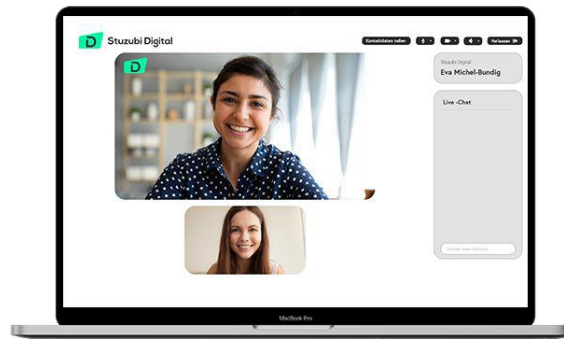 Stuzubi Digital
Kontaktdaten teilen
Verlassen
Stuzubi Digital
Eva Michel-Bundig
Live -Chat
MacBook Pro